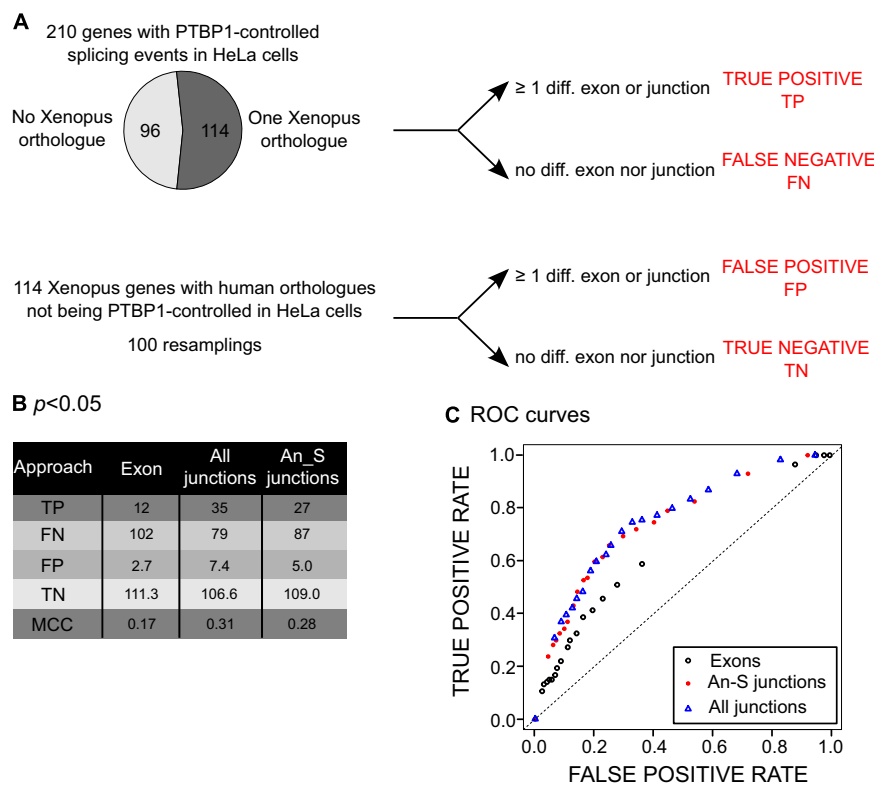 A
210 genes with PTBP1-controlled
splicing events in HeLa cells
No Xenopus
orthologue
96
114
One Xenopus
orthologue
≥ 1 diff. exon or junction
TRUE POSITIVE
TP
no diff. exon nor junction
FALSE NEGATIVE
FN
114 Xenopus genes with human orthologues
not being PTBP1-controlled in HeLa cells
100 resamplings
≥ 1 diff. exon or junction
FALSE POSITIVE
FP
no diff. exon nor junction
TRUE NEGATIVE
TN
B p<0.05
Approach Exon All junctions An_S junctions
TP 12 35 27
FN 102 79 87
FP 2.7 7.4 5.0
TN 111.3 106.6 109.0
MCC 0.17 0.31 0.28
C ROC curves
TRUE POSITIVE RATE
1.0
0.8
0.6
0.4
0.2
0.0
Exons
An-S junctions
All junctions
0.0 0.2 0.4 0.6 0.8 1.0
FALSE POSITIVE RATE